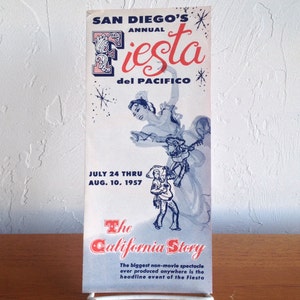 SAN DIEGO'S
ANNUAL
Fiesta
del PACIFICO
JULY 24 THRU
AUG. 10, 1957
The
California Story
The biggest non-movie spectacle
ever produced anywhere is the
headline event of the Fiesta